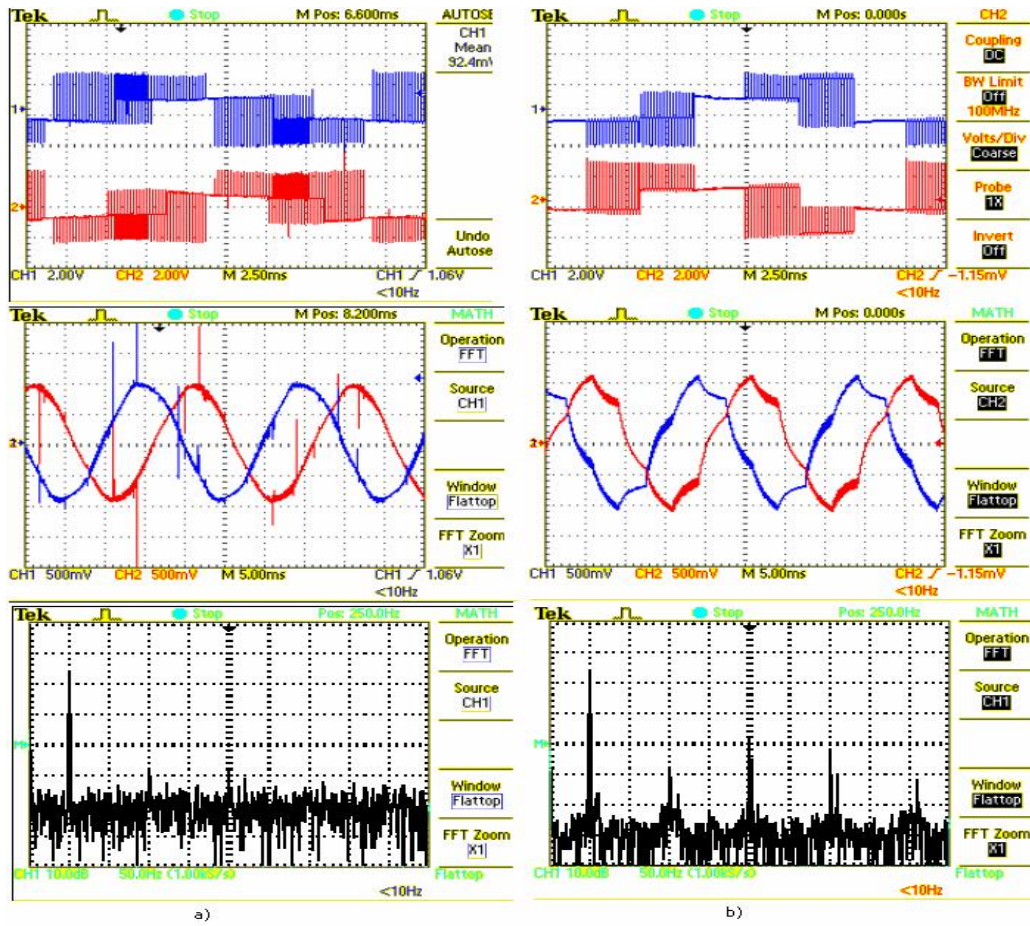 Tek Stop M Pos: 6.600ms AUTOSE
CH1
Mean
92.4m
1
2
Undo
Autose
CH1 2.00V CH2 2.00V M 2.50ms CH1 / 1.06V
<10Hz
Tek Stop M Pos: 0.000s CH2
Coupling
DC
BW Limit
Off
100MHz
Volts/Div
Coarse
Probe
1X
Invert
Off
1
2
CH1 2.00V CH2 2.00V M 2.50ms CH2 / -1.15mV
<10Hz
Tek Stop M Pos: 8.200ms MATH
Operation
FFT
Source
CH1
2
Window
Flattop
FFT Zoom
X1
CH1 500mV CH2 500mV M 5.00ms CH1 / 1.06V
<10Hz
Tek Stop M Pos: 0.000s MATH
Operation
FFT
Source
CH2
Window
Flattop
FFT Zoom
X1
CH1 500mV CH2 500mV M 5.00ms CH2 / -1.15mV
<10Hz
Tek Stop Pos: 250.0Hz MATH
Operation
FFT
Source
CH1
M
Window
Flattop
FFT Zoom
X1
CH1 10.0dB 50.0Hz (1.00kS/s) Flattop
<10Hz
Tek Stop Pos: 250.0Hz MATH
Operation
FFT
Source
CH1
M
Window
Flattop
FFT Zoom
X1
CH1 10.0dB 50.0Hz (1.00kS/s) Flattop
<10Hz
a)
b)